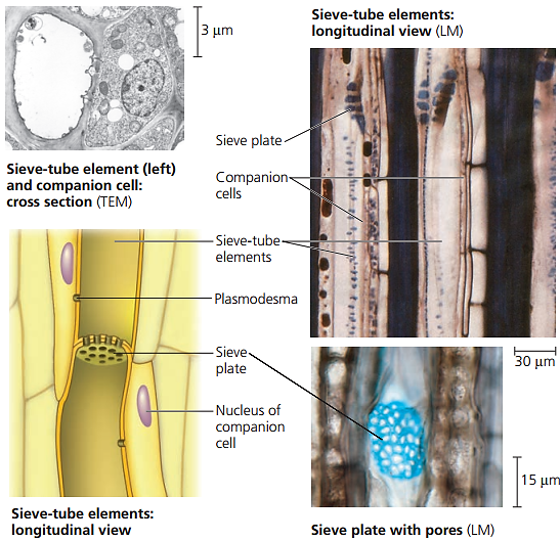 3 μm
Sieve-tube element (left)
and companion cell:
cross section (TEM)
Sieve-tube elements:
longitudinal view (LM)
Sieve plate
Companion
cells
Sieve-tube
elements
Plasmodesma
Sieve
plate
Nucleus of
companion
cell
30 μm
15 μm
Sieve-tube elements:
longitudinal view
Sieve plate with pores (LM)